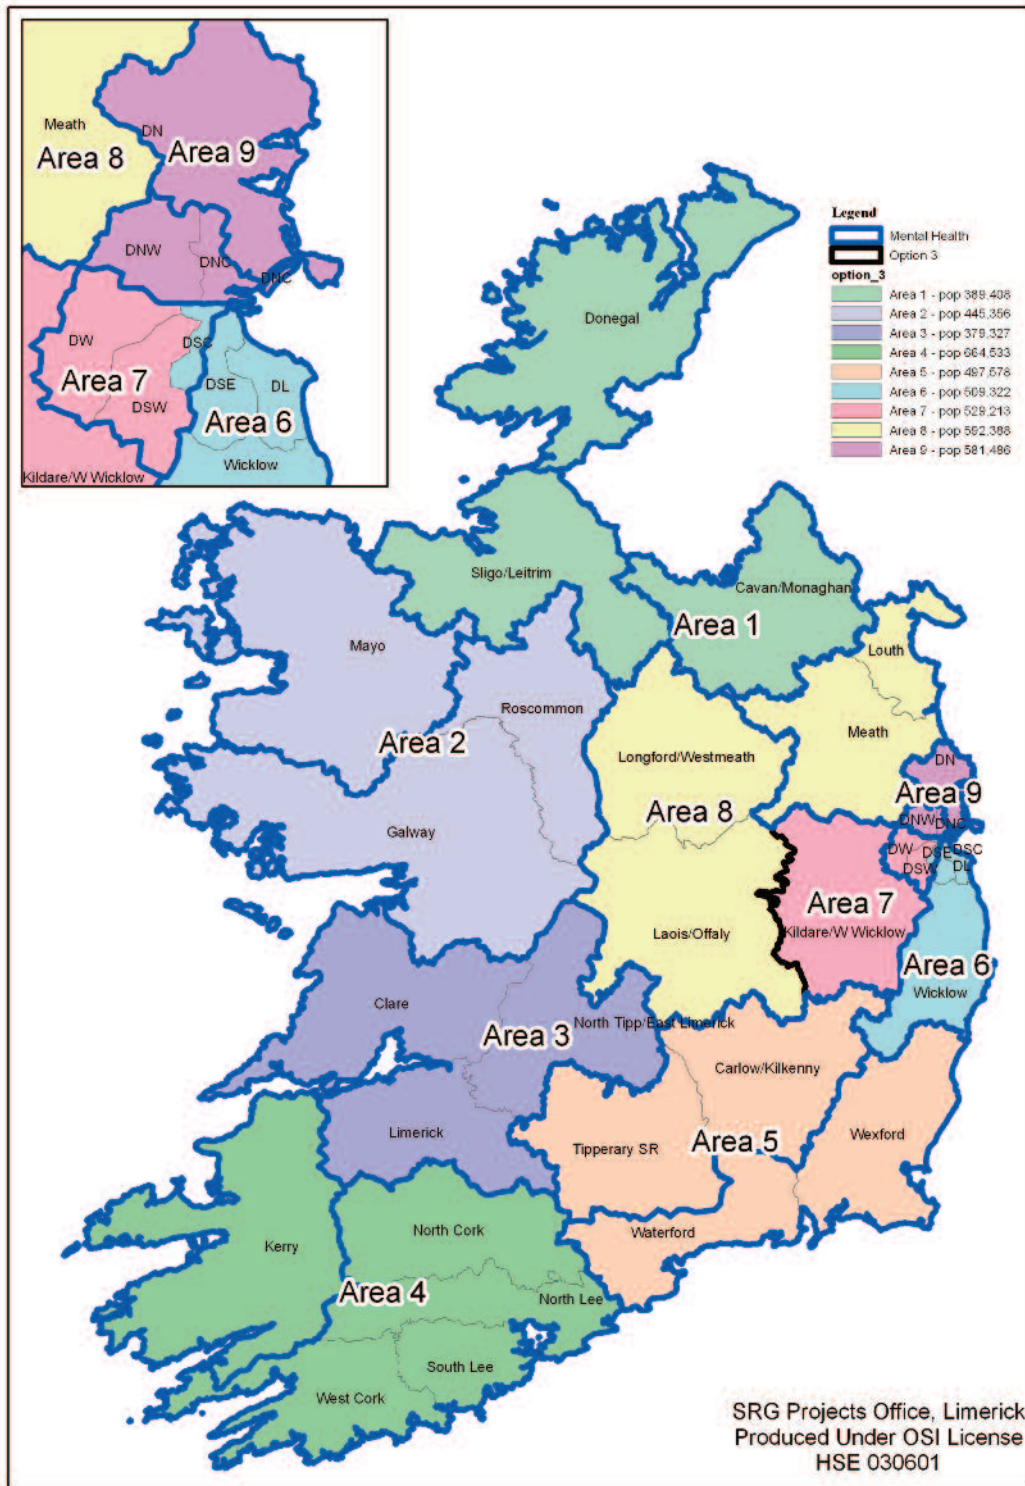 Meath
DN
Area 8
Area 9
DNW
DNC
DNC
DW
DSC
Area 7
DSE
DL
DSW
Area 6
Wicklow
Kildare/W Wicklow
Legend
Mental Health
Option 3
option_3
Area 1 - pop 389,408
Area 2 - pop 445,356
Area 3 - pop 379,327
Area 4 - pop 664,533
Area 5 - pop 497,578
Area 6 - pop 509,322
Area 7 - pop 529,213
Area 8 - pop 592,388
Area 9 - pop 581,486
Donegal
Sligo/Leitrim
Cavan/Monaghan
Area 1
Louth
Mayo
Roscommon
Meath
Area 2
Longford/Westmeath
DN
Area 9
Area 8
Galway
DNW
DNC
DW
DSE
DSC
DSW
DL
Area 7
Laois/Offaly
Kildare/W Wicklow
Area 6
Wicklow
Clare
North Tipp/East Limerick
Area 3
Carlow/Kilkenny
Limerick
Area 5
Wexford
Tipperary SR
Waterford
North Cork
Kerry
Area 4
North Lee
South Lee
West Cork
SRG Projects Office, Limerick
Produced Under OSI License
HSE 030601